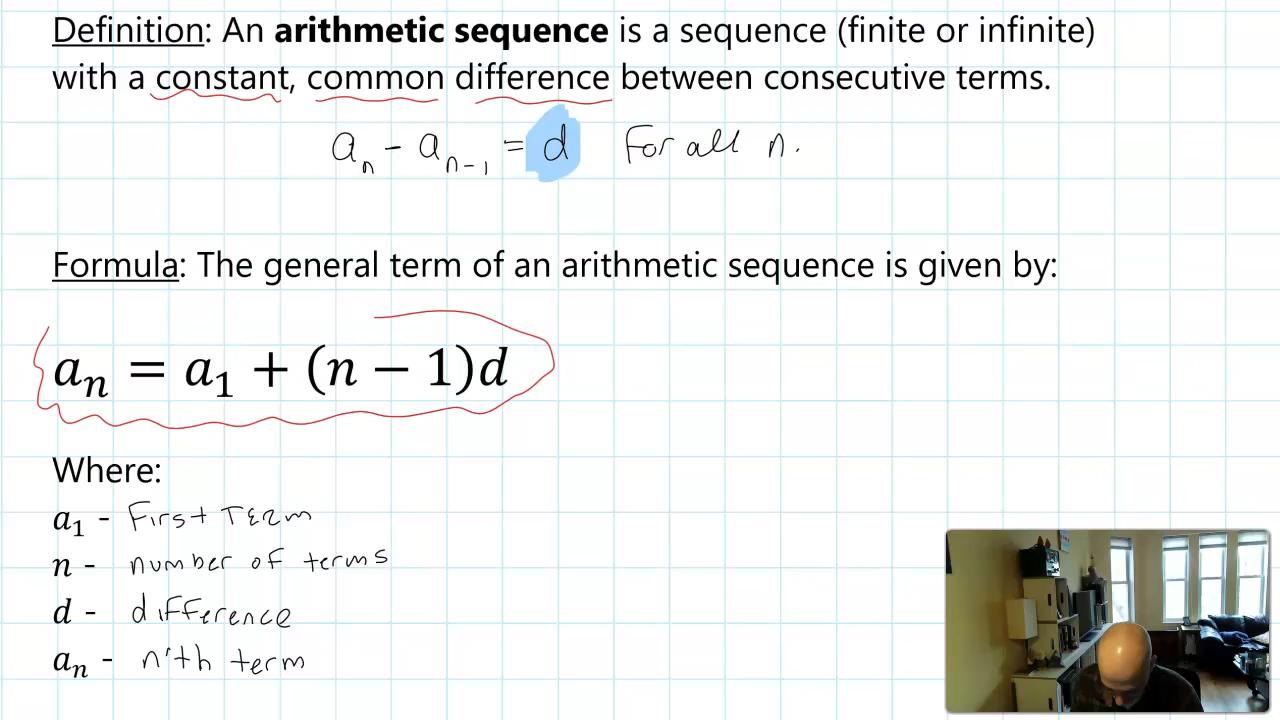 Definition: An arithmetic sequence is a sequence (finite or infinite)
with a constant, common difference between consecutive terms.
aₙ - aₙ₋₁ = d For all n.
Formula: The general term of an arithmetic sequence is given by:
aₙ = a₁ + (n − 1)d
Where:
a₁ - First Term
n - number of terms
d - difference
aₙ - n'th term